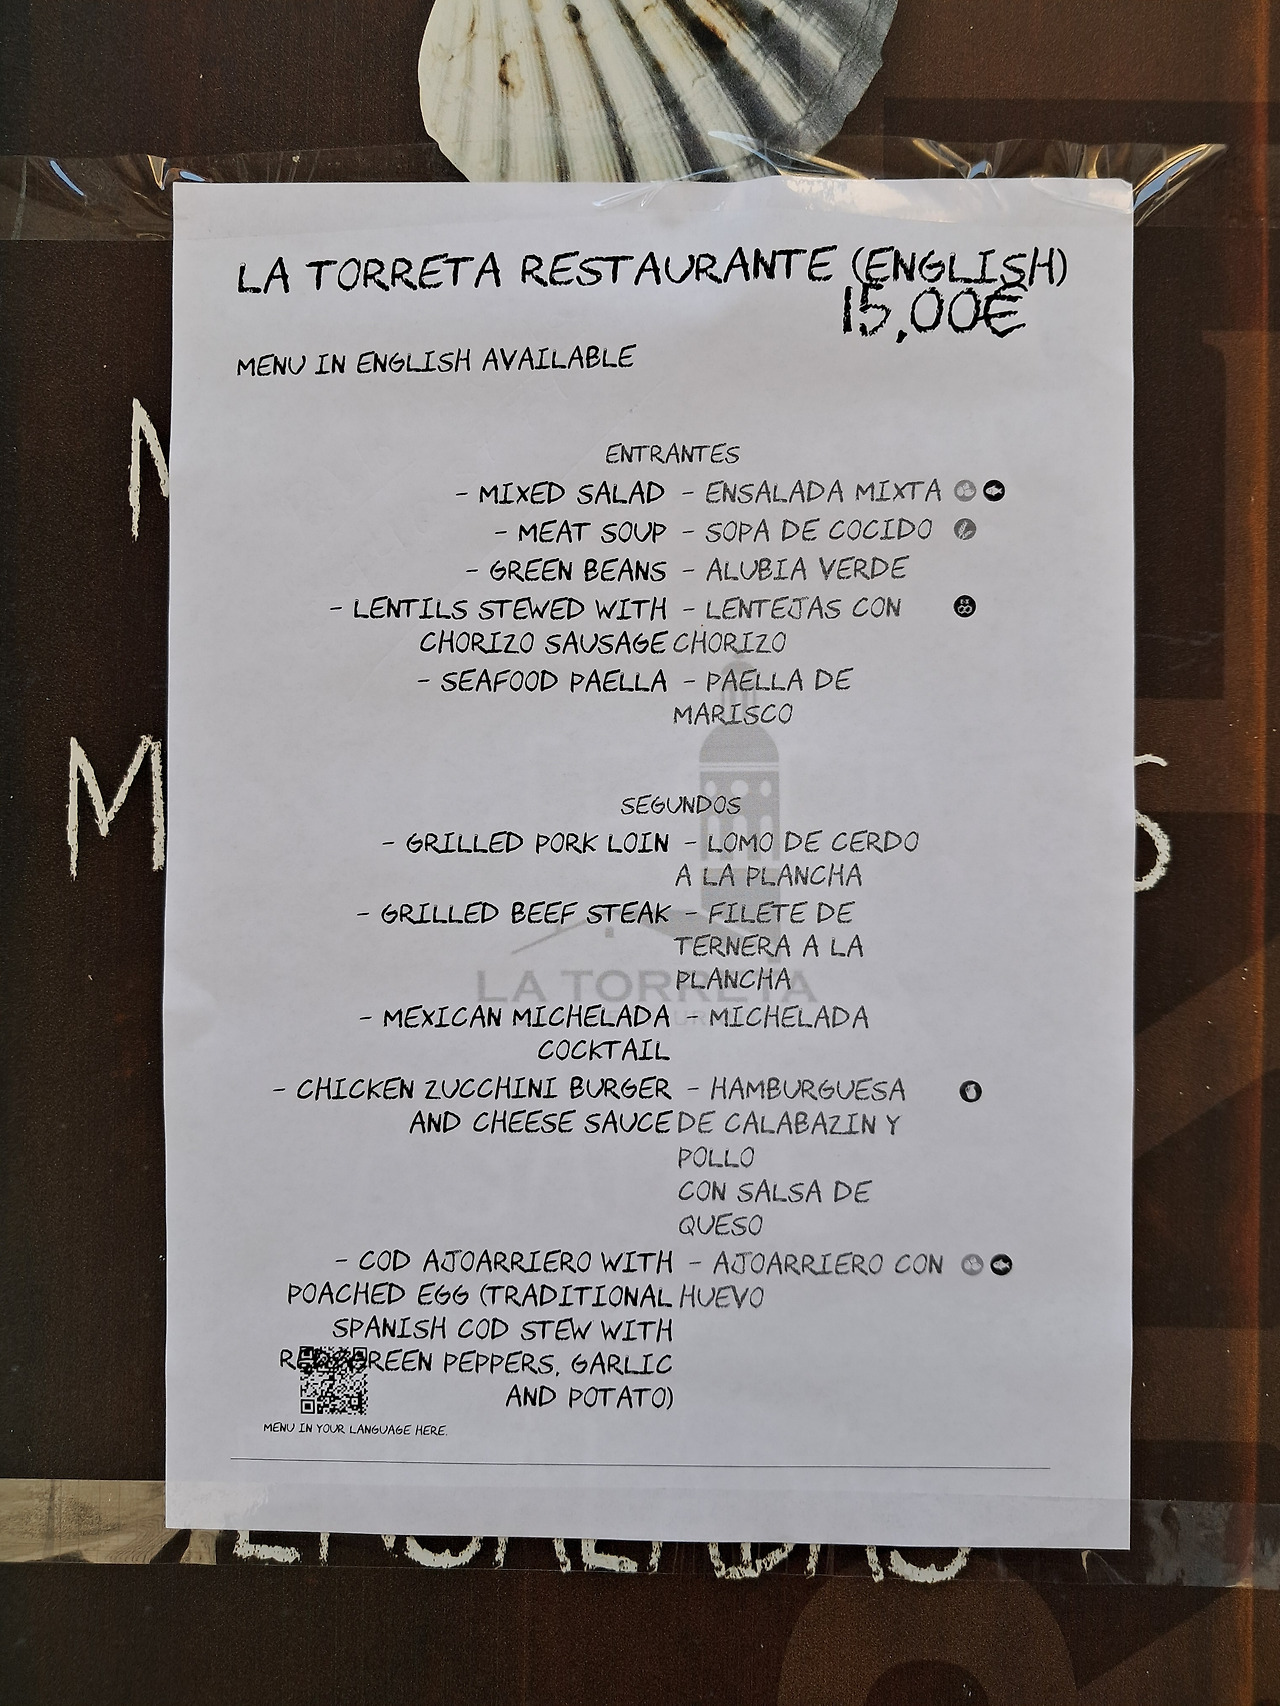 LA TORRETA RESTAURANTE (ENGLISH)
15,00€
MENU IN ENGLISH AVAILABLE
ENTRANTES
- MIXED SALAD - ENSALADA MIXTA
- MEAT SOUP - SOPA DE COCIDO
- GREEN BEANS - ALUBIA VERDE
- LENTILS STEWED WITH - LENTEJAS CON
CHORIZO SAUSAGE CHORIZO
- SEAFOOD PAELLA - PAELLA DE
MARISCO
SEGUNDOS
- GRILLED PORK LOIN - LOMO DE CERDO
A LA PLANCHA
- GRILLED BEEF STEAK - FILETE DE
TERNERA A LA
PLANCHA
LA TORRETA
- MEXICAN MICHELADA - MICHELADA
COCKTAIL
- CHICKEN ZUCCHINI BURGER - HAMBURGUESA
AND CHEESE SAUCE DE CALABAZIN Y
POLLO
CON SALSA DE
QUESO
- COD AJOARRIERO WITH - AJOARRIERO CON
POACHED EGG (TRADITIONAL HUEVO
SPANISH COD STEW WITH
PEPPERS, GARLIC
AND POTATO)
MENU IN YOUR LANGUAGE HERE.